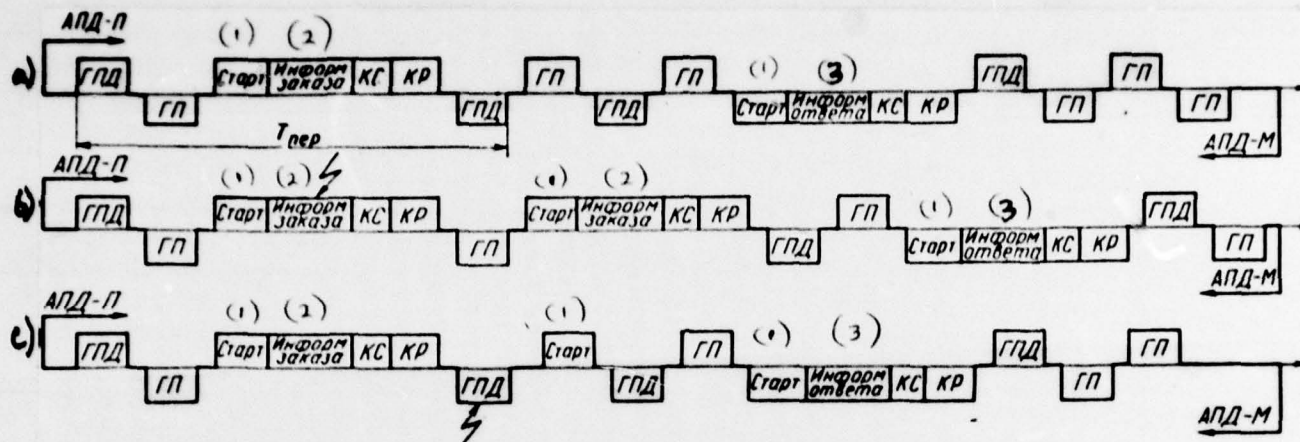 АПД-П (1) (2) (1) (3)
а) ГПД ГП Старт Информ заказа КС КР ГПД ГП ГПД ГП Старт Информ ответа КС КР ГПД ГП ГП ГП
Tпер АПД-М
АПД-П (1) (2) (1) (2) (1) (3)
b) ГПД ГП Старт Информ заказа КС КР ГП Старт Информ заказа КС КР ГПД ГП Старт Информ ответа КС КР ГПД ГП
АПД-М
АПД-П (1) (2) (1) (1) (3)
c) ГПД ГП Старт Информ заказа КС КР ГПД Старт ГПД ГП Старт Информ ответа КС КР ГПД ГП ГП
АПД-М